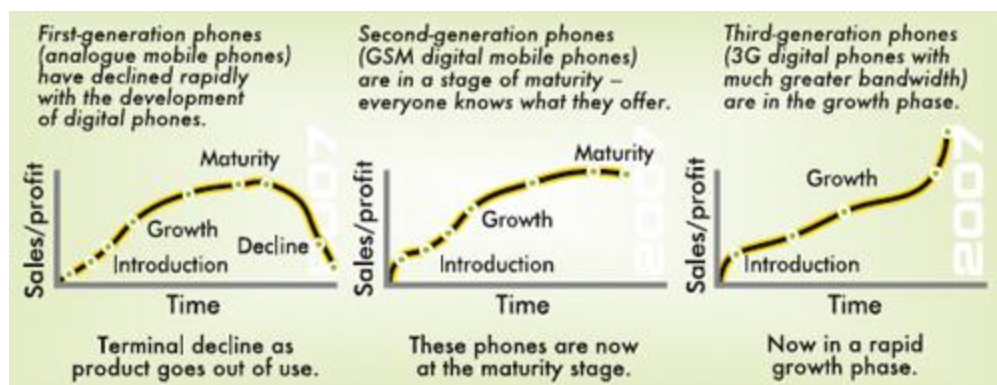 First-generation phones
(analogue mobile phones)
have declined rapidly
with the development
of digital phones.
Sales/profit
Maturity
Growth
Decline
Introduction
2007
Time
Terminal decline as
product goes out of use.
Second-generation phones
(GSM digital mobile phones)
are in a stage of maturity –
everyone knows what they offer.
Sales/profit
Maturity
Growth
Introduction
2007
Time
These phones are now
at the maturity stage.
Third-generation phones
(3G digital phones with
much greater bandwidth)
are in the growth phase.
Sales/profit
Growth
Introduction
2007
Time
Now in a rapid
growth phase.